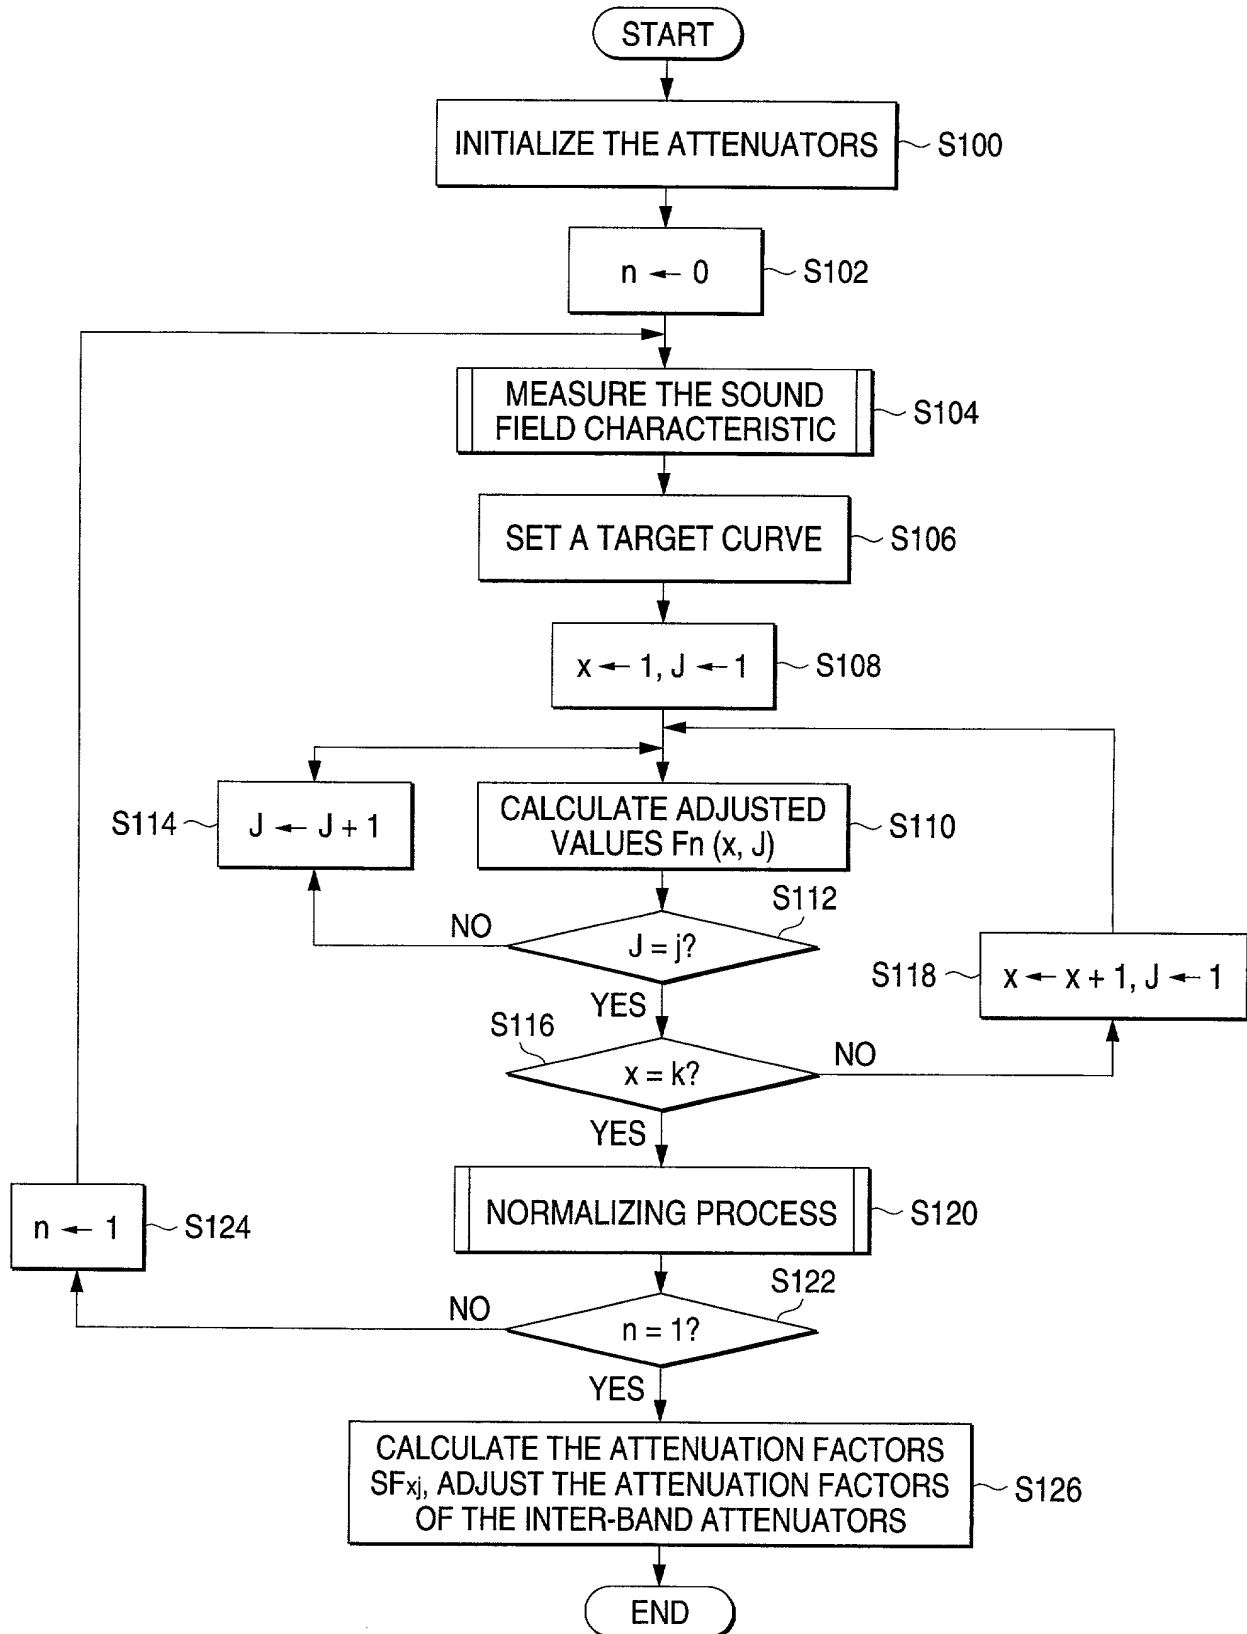 START
INITIALIZE THE ATTENUATORS
S100
n ← 0
S102
MEASURE THE SOUND
FIELD CHARACTERISTIC
S104
SET A TARGET CURVE
S106
x ← 1, J ← 1
S108
S114
J ← J + 1
CALCULATE ADJUSTED
VALUES Fn (x, J)
S110
S112
NO
J = j?
YES
S118
x ← x + 1, J ← 1
S116
x = k?
NO
YES
n ← 1
S124
NORMALIZING PROCESS
S120
S122
NO
n = 1?
YES
CALCULATE THE ATTENUATION FACTORS
SFxj, ADJUST THE ATTENUATION FACTORS
OF THE INTER-BAND ATTENUATORS
S126
END